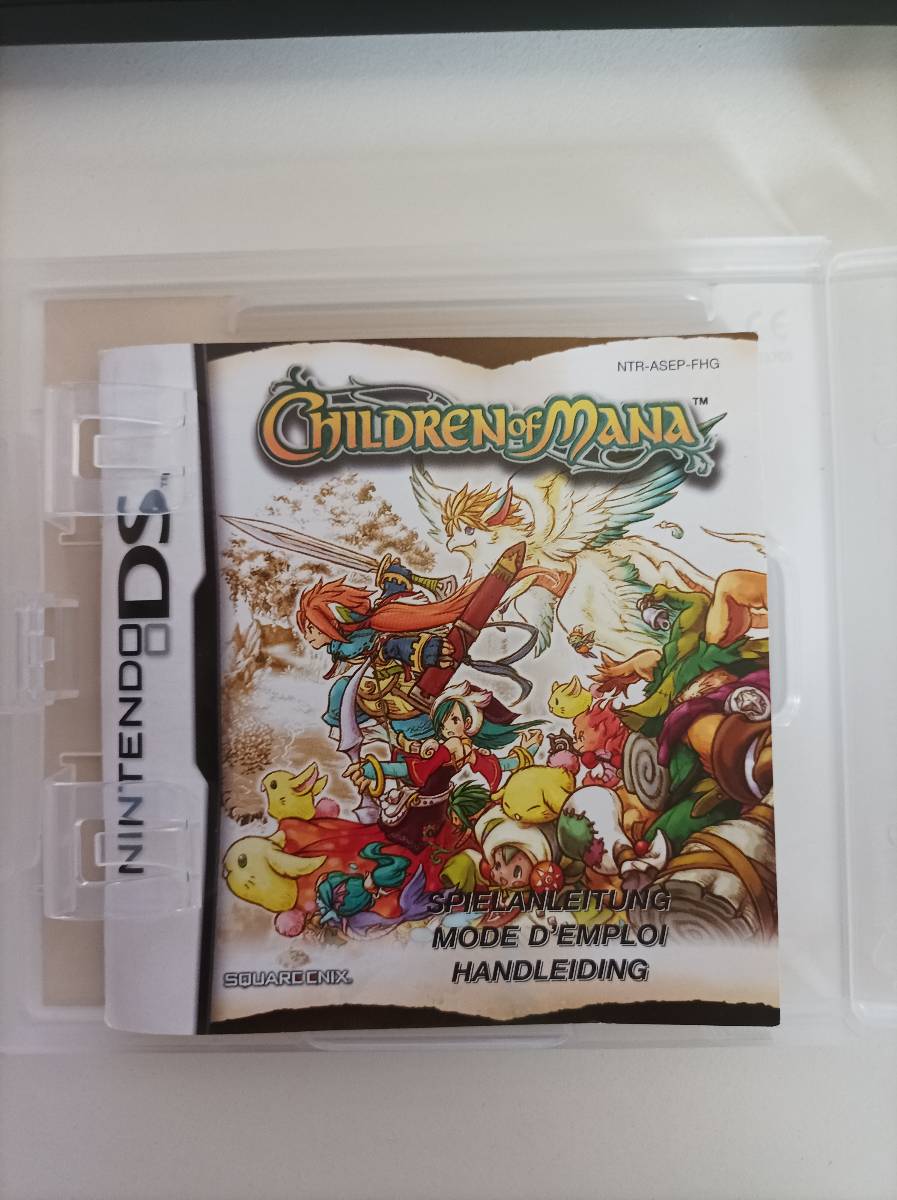 NTR-ASEP-FHG
CHILDREN of MANA™
NINTENDO DS™
SPIELANLEITUNG
MODE D'EMPLOI
HANDLEIDING
SQUARE ENIX.